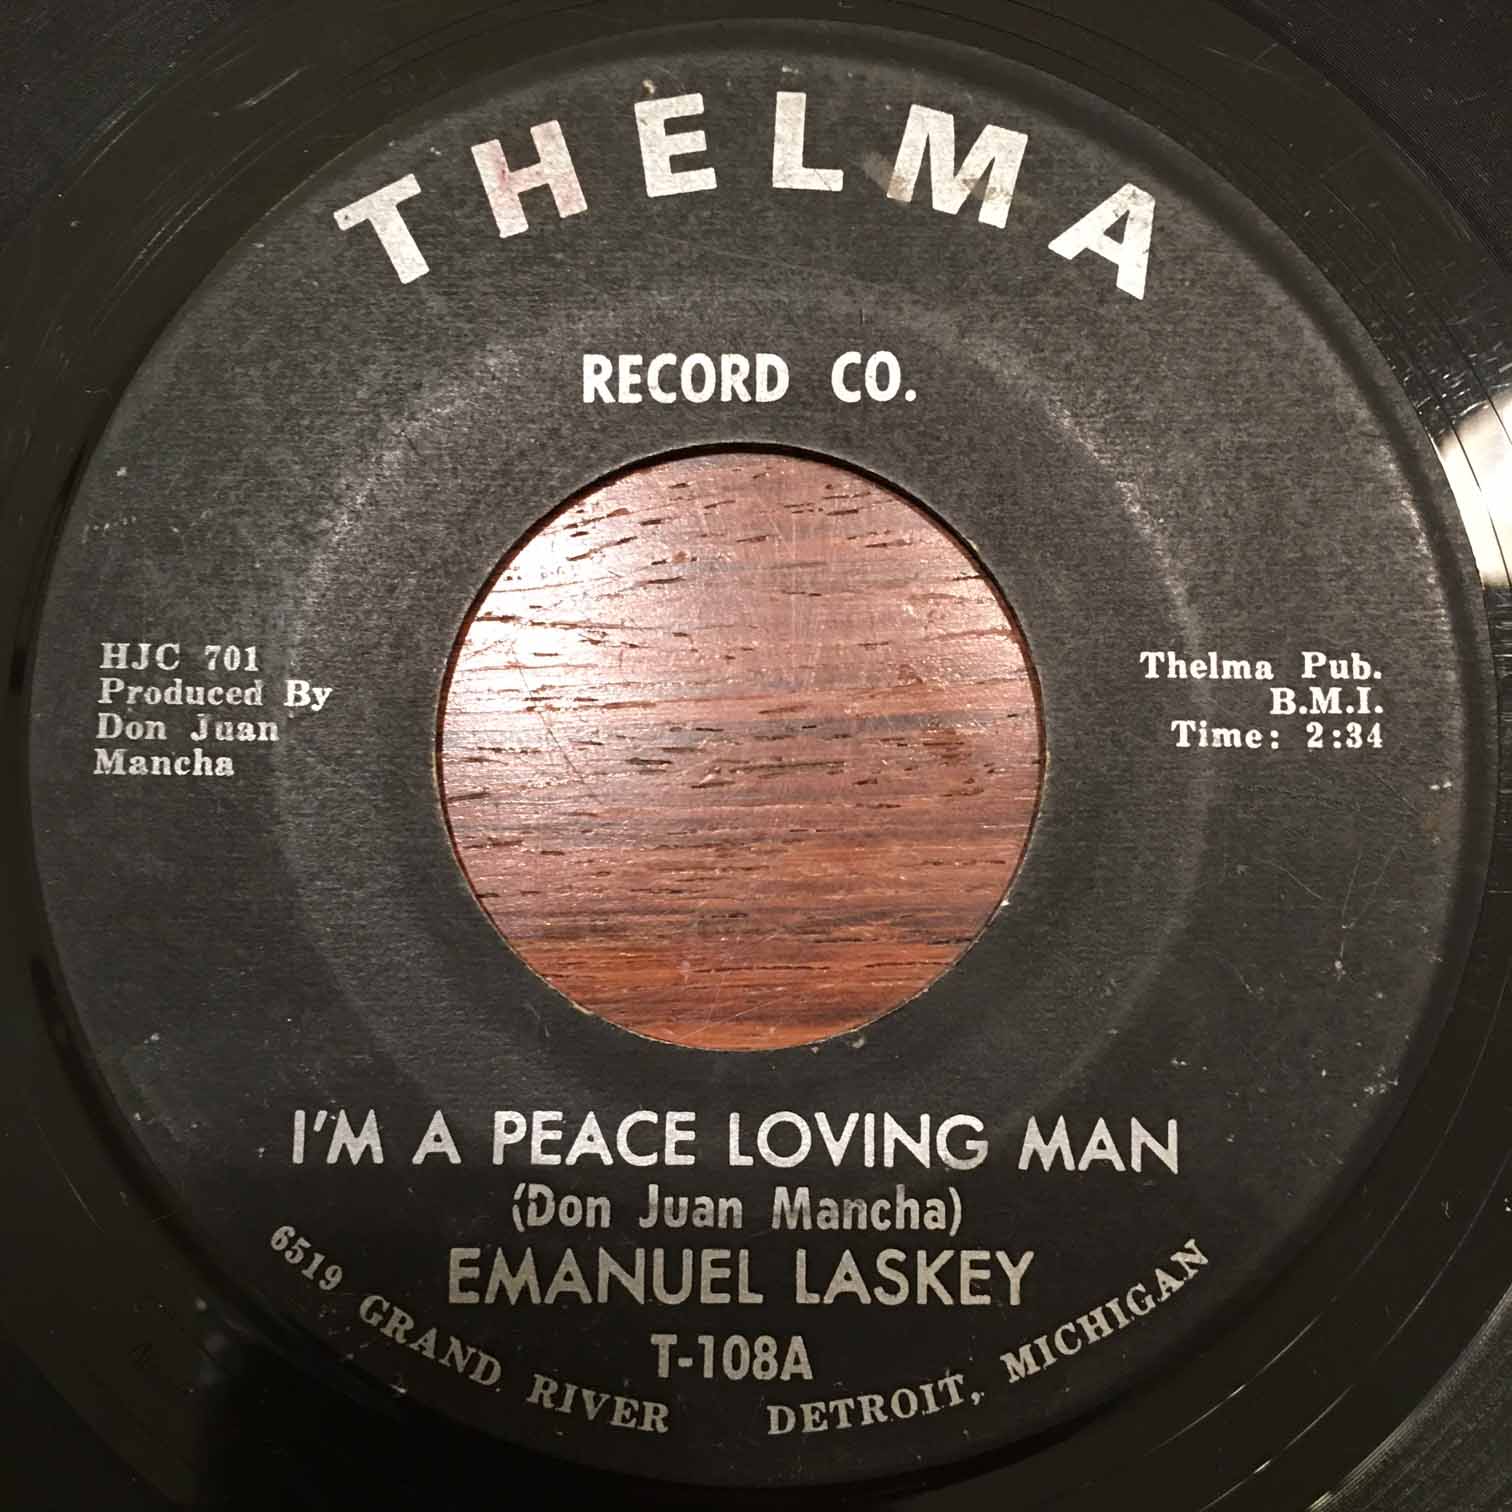 THELMA
RECORD CO.
HJC 701
Produced By
Don Juan
Mancha
Thelma Pub.
B.M.I.
Time: 2:34
I'M A PEACE LOVING MAN
(Don Juan Mancha)
EMANUEL LASKEY
T-108A
6519 GRAND RIVER DETROIT, MICHIGAN